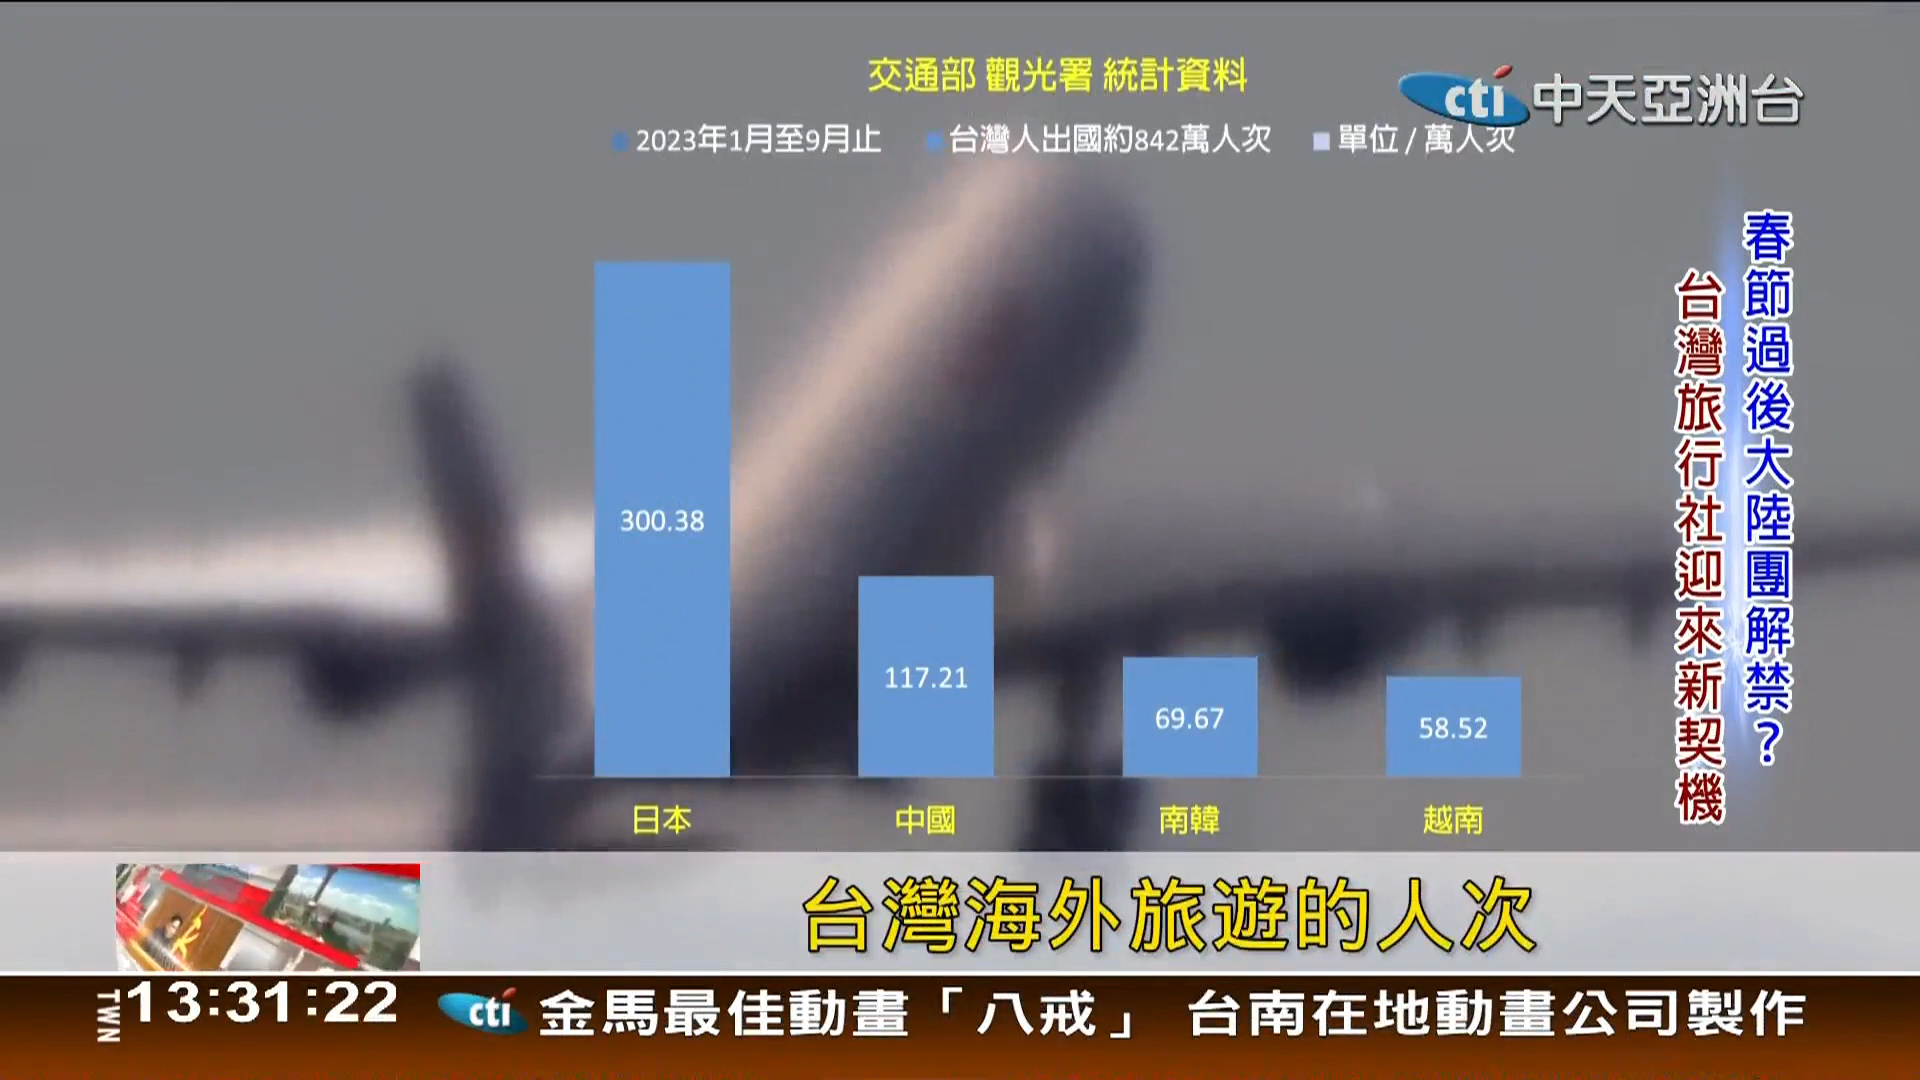 交通部 觀光署 統計資料
cti 中天亞洲台
2023年1月至9月止
台灣人出國約842萬人次
單位 / 萬人次
春節過後大陸團解禁？
台灣旅行社迎來新契機
300.38
117.21
69.67
58.52
日本
中國
南韓
越南
台灣海外旅遊的人次
TWN 13:31:22
cti 金馬最佳動畫「八戒」 台南在地動畫公司製作